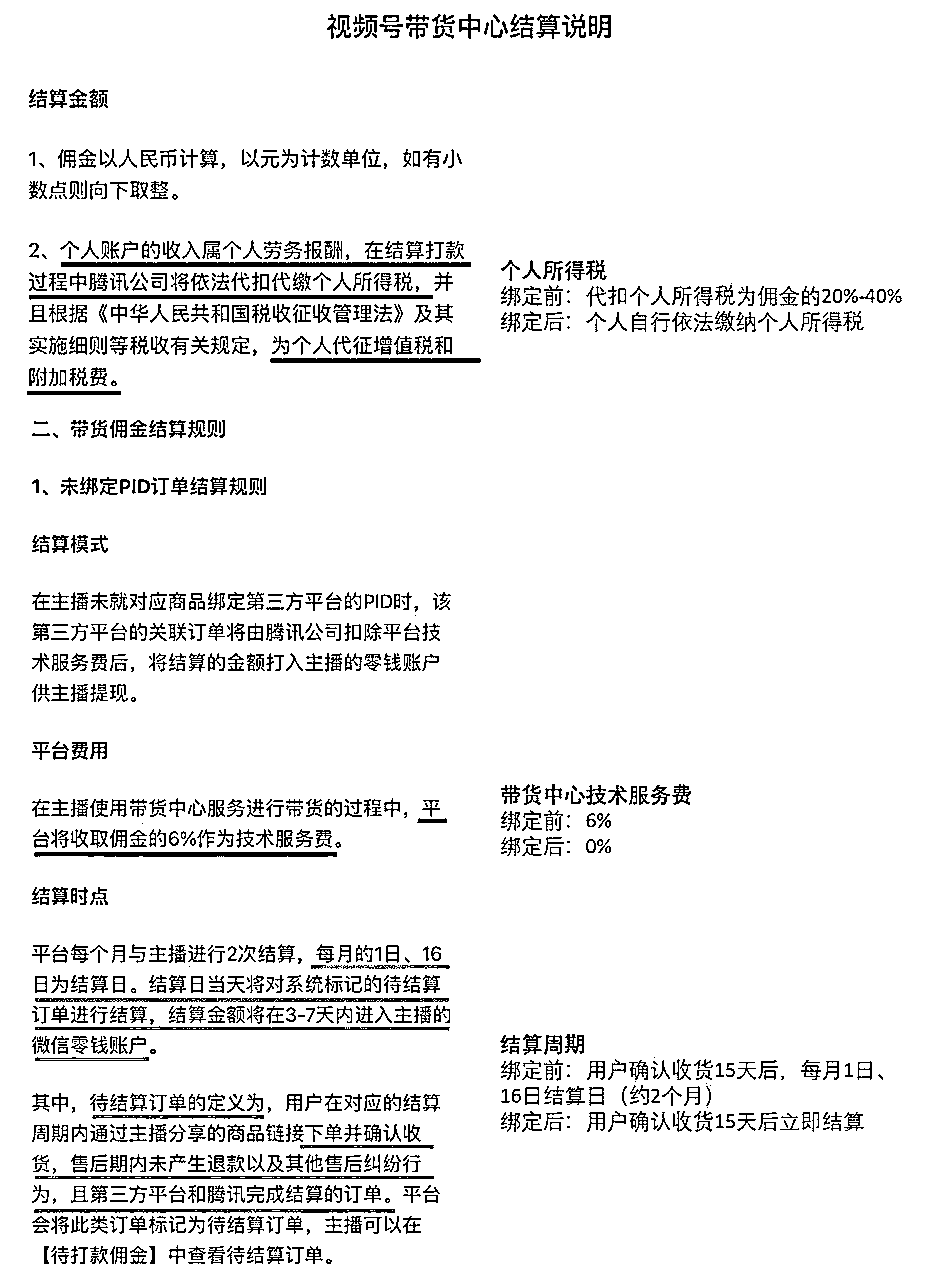 视频号带货中心结算说明
结算金额
1、佣金以人民币计算，以元为计数单位，如有小
数点则向下取整。
2、个人账户的收入属个人劳务报酬，在结算打款
过程中腾讯公司将依法代扣代缴个人所得税，并
且根据《中华人民共和国税收征收管理法》及其
实施细则等税收有关规定，为个人代征增值税和
附加税费。
个人所得税
绑定前：代扣个人所得税为佣金的20%-40%
绑定后：个人自行依法缴纳个人所得税
二、带货佣金结算规则
1、未绑定PID订单结算规则
结算模式
在主播未就对应商品绑定第三方平台的PID时，该
第三方平台的关联订单将由腾讯公司扣除平台技
术服务费后，将结算的金额打入主播的零钱账户
供主播提现。
平台费用
在主播使用带货中心服务进行带货的过程中，平
台将收取佣金的6%作为技术服务费。
带货中心技术服务费
绑定前：6%
绑定后：0%
结算时点
平台每个月与主播进行2次结算，每月的1日、16
日为结算日。结算日当天将对系统标记的待结算
订单进行结算，结算金额将在3-7天内进入主播的
微信零钱账户。
其中，待结算订单的定义为，用户在对应的结算
周期内通过主播分享的商品链接下单并确认收
货，售后期内未产生退款以及其他售后纠纷行
为，且第三方平台和腾讯完成结算的订单。平台
会将此类订单标记为待结算订单，主播可以在
【待打款佣金】中查看待结算订单。
结算周期
绑定前：用户确认收货15天后，每月1日、
16日结算日（约2个月）
绑定后：用户确认收货15天后立即结算